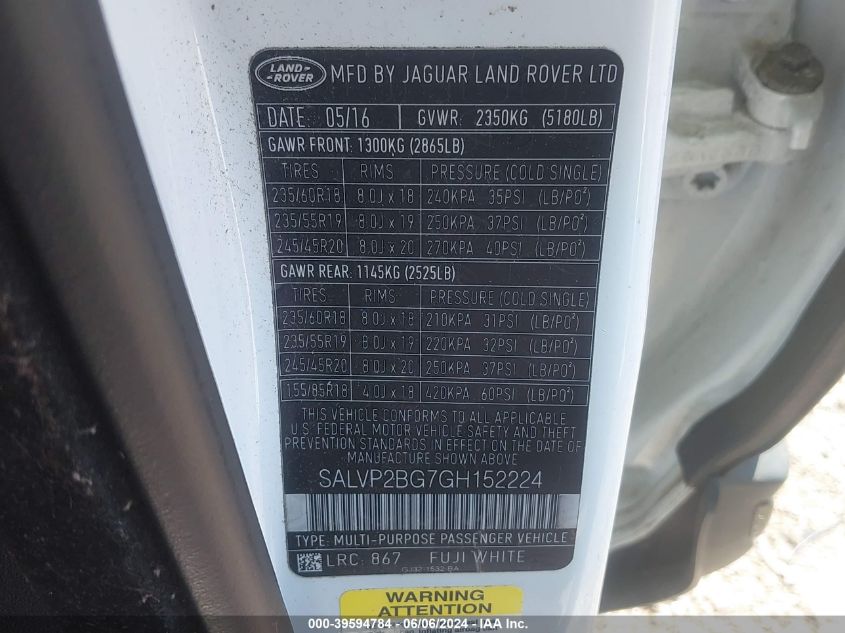 LAND- ROVER MFD BY JAGUAR LAND ROVER LTD
DATE: 05/16 GVWR: 2350KG (5180LB)
GAWR FRONT: 1300KG (2865LB)
TIRES RIMS PRESSURE (COLD SINGLE)
235/60R18 8.0J x 18 240KPA 35PSI (LB/PO²)
235/55R19 8.0J x 19 250KPA 37PSI (LB/PO²)
245/45R20 8.0J x 20 270KPA 40PSI (LB/PO²)
GAWR REAR: 1145KG (2525LB)
TIRES RIMS PRESSURE (COLD SINGLE)
235/60R18 8.0J x 18 210KPA 31PSI (LB/PO²)
235/55R19 8.0J x 19 220KPA 32PSI (LB/PO²)
245/45R20 8.0J x 20 250KPA 37PSI (LB/PO²)
155/85R18 4.0J x 18 420KPA 60PSI (LB/PO²)
THIS VEHICLE CONFORMS TO ALL APPLICABLE
U.S. FEDERAL MOTOR VEHICLE SAFETY AND THEFT
PREVENTION STANDARDS IN EFFECT ON THE DATE OF
MANUFACTURE SHOWN ABOVE
SALVP2BG7GH152224
TYPE: MULTI-PURPOSE PASSENGER VEHICLE
LRC: 867 FUJI WHITE
GJ32-1532-BA
WARNING
ATTENTION
000-39594784 - 06/06/2024 - IAA Inc.